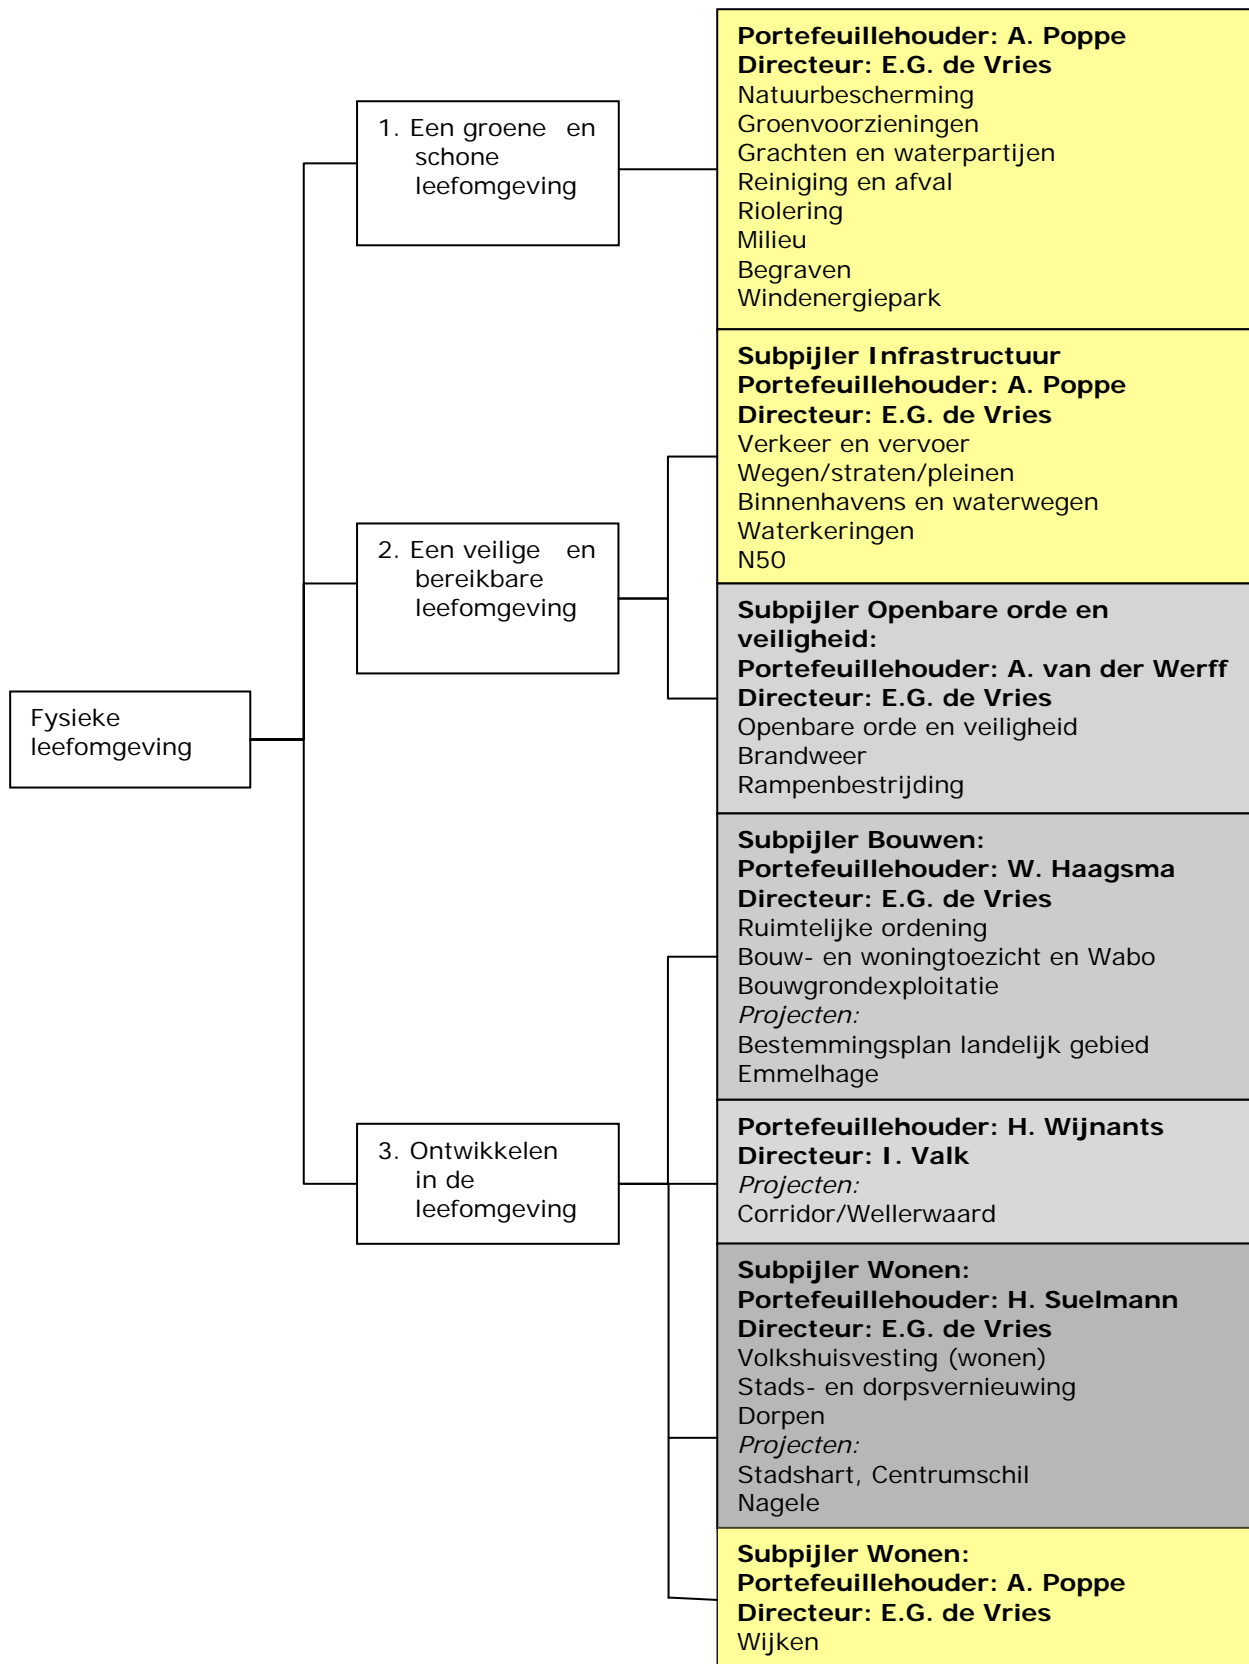 Fysieke
leefomgeving
1. Een groene en
schone
leefomgeving
Portefeuillehouder: A. Poppe
Directeur: E.G. de Vries
Natuurbescherming
Groenvoorzieningen
Grachten en waterpartijen
Reiniging en afval
Riolering
Milieu
Begraven
Windenergiepark
2. Een veilige en
bereikbare
leefomgeving
Subpijler Infrastructuur
Portefeuillehouder: A. Poppe
Directeur: E.G. de Vries
Verkeer en vervoer
Wegen/straten/pleinen
Binnenhavens en waterwegen
Waterkeringen
N50
Subpijler Openbare orde en
veiligheid:
Portefeuillehouder: A. van der Werff
Directeur: E.G. de Vries
Openbare orde en veiligheid
Brandweer
Rampenbestrijding
3. Ontwikkelen
in de
leefomgeving
Subpijler Bouwen:
Portefeuillehouder: W. Haagsma
Directeur: E.G. de Vries
Ruimtelijke ordening
Bouw- en woningtoezicht en Wabo
Bouwgrondexploitatie
Projecten:
Bestemmingsplan landelijk gebied
Emmelhage
Portefeuillehouder: H. Wijnants
Directeur: I. Valk
Projecten:
Corridor/Wellerwaard
Subpijler Wonen:
Portefeuillehouder: H. Suelmann
Directeur: E.G. de Vries
Volkshuisvesting (wonen)
Stads- en dorpsvernieuwing
Dorpen
Projecten:
Stadshart, Centrumschil
Nagele
Subpijler Wonen:
Portefeuillehouder: A. Poppe
Directeur: E.G. de Vries
Wijken